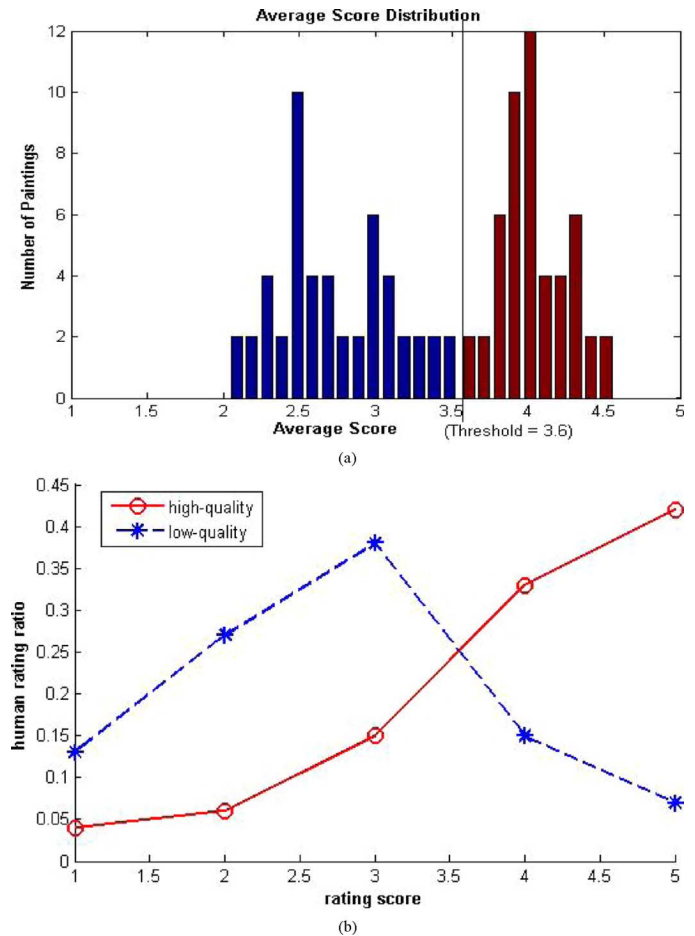 Average Score Distribution
12
10
8
6
4
2
0
Number of Paintings
1 1.5 2 2.5 3 3.5 4 4.5 5
Average Score (Threshold = 3.6)
(a)
0.45
0.4
0.35
0.3
0.25
0.2
0.15
0.1
0.05
0
human rating ratio
high-quality
low-quality
1 1.5 2 2.5 3 3.5 4 4.5 5
rating score
(b)